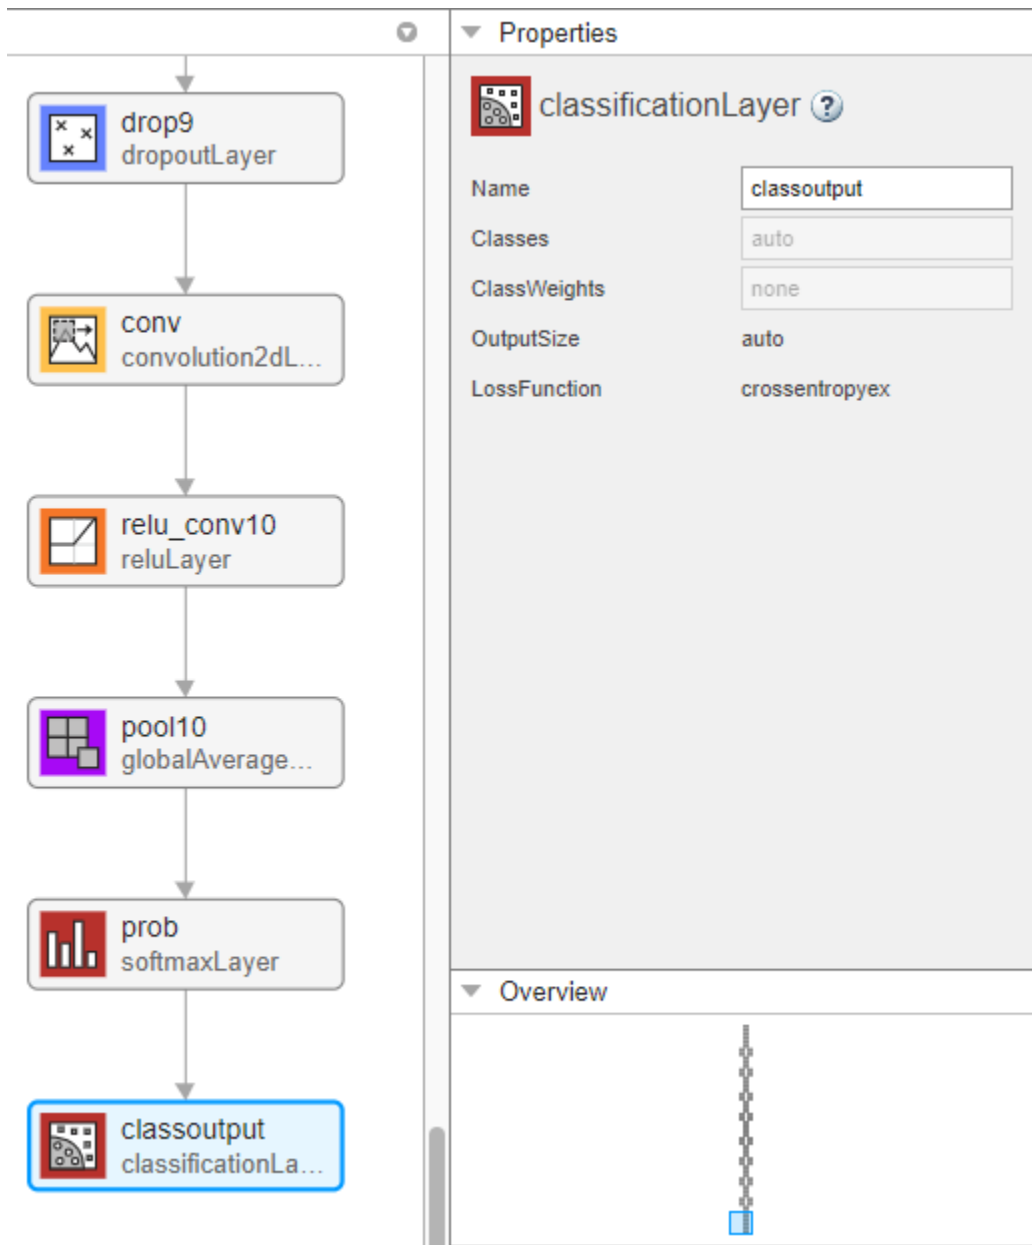 drop9
dropoutLayer
conv
convolution2dL...
relu_conv10
reluLayer
pool10
globalAverage...
prob
softmaxLayer
classoutput
classificationLa...
Properties
classificationLayer ?
Name classoutput
Classes auto
ClassWeights none
OutputSize auto
LossFunction crossentropyex
Overview